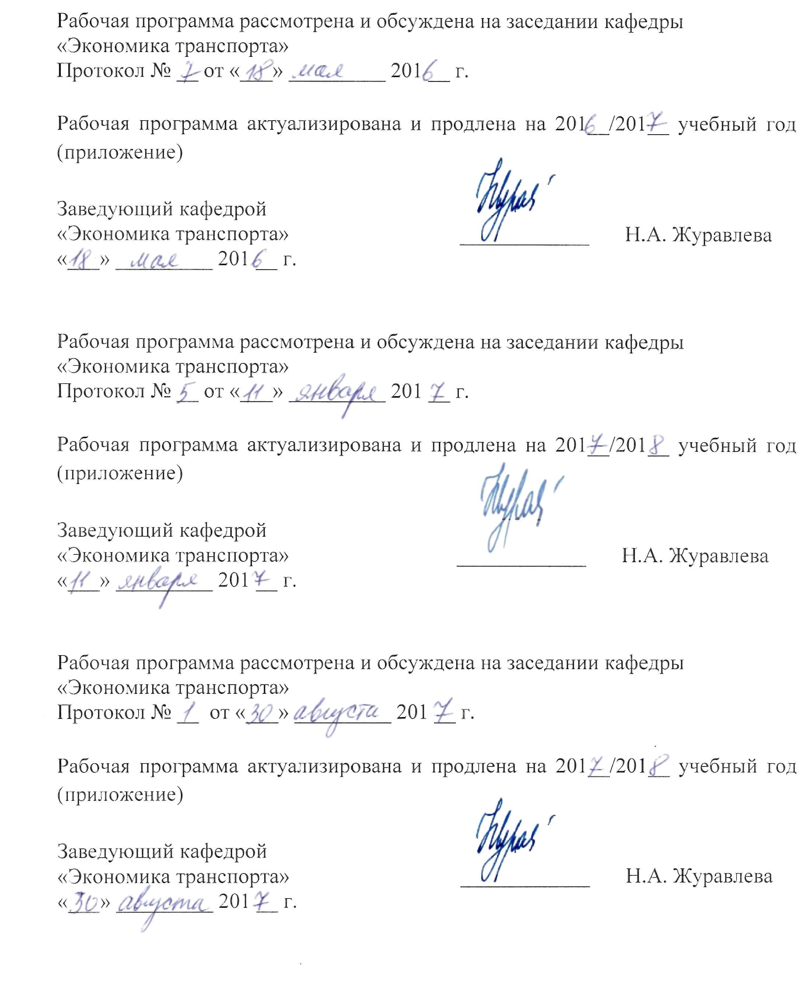 Рабочая программа рассмотрена и обсуждена на заседании кафедры
«Экономика транспорта»
Протокол № 7 от «18» мая 2016 г.
Рабочая программа актуализирована и продлена на 2016/2017 учебный год
(приложение)
Заведующий кафедрой
«Экономика транспорта» Н.А. Журавлева
«18» мая 2016 г.
Рабочая программа рассмотрена и обсуждена на заседании кафедры
«Экономика транспорта»
Протокол № 5 от «11» января 2017 г.
Рабочая программа актуализирована и продлена на 2017/2018 учебный год
(приложение)
Заведующий кафедрой
«Экономика транспорта» Н.А. Журавлева
«11» января 2017 г.
Рабочая программа рассмотрена и обсуждена на заседании кафедры
«Экономика транспорта»
Протокол № 1 от «30» августа 2017 г.
Рабочая программа актуализирована и продлена на 2017/2018 учебный год
(приложение)
Заведующий кафедрой
«Экономика транспорта» Н.А. Журавлева
«30» августа 2017 г.